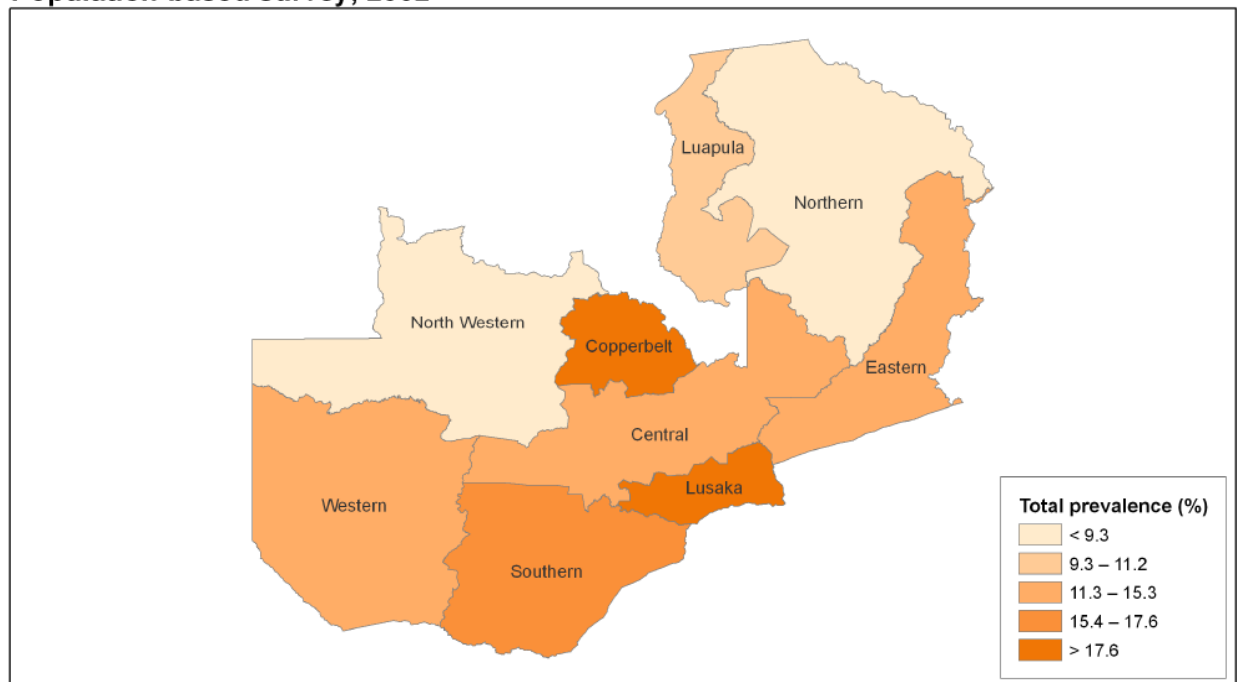 Population-based survey, 2002
Luapula
Northern
North Western
Copperbelt
Eastern
Central
Lusaka
Western
Southern
Total prevalence (%)
< 9.3
9.3 – 11.2
11.3 – 15.3
15.4 – 17.6
> 17.6